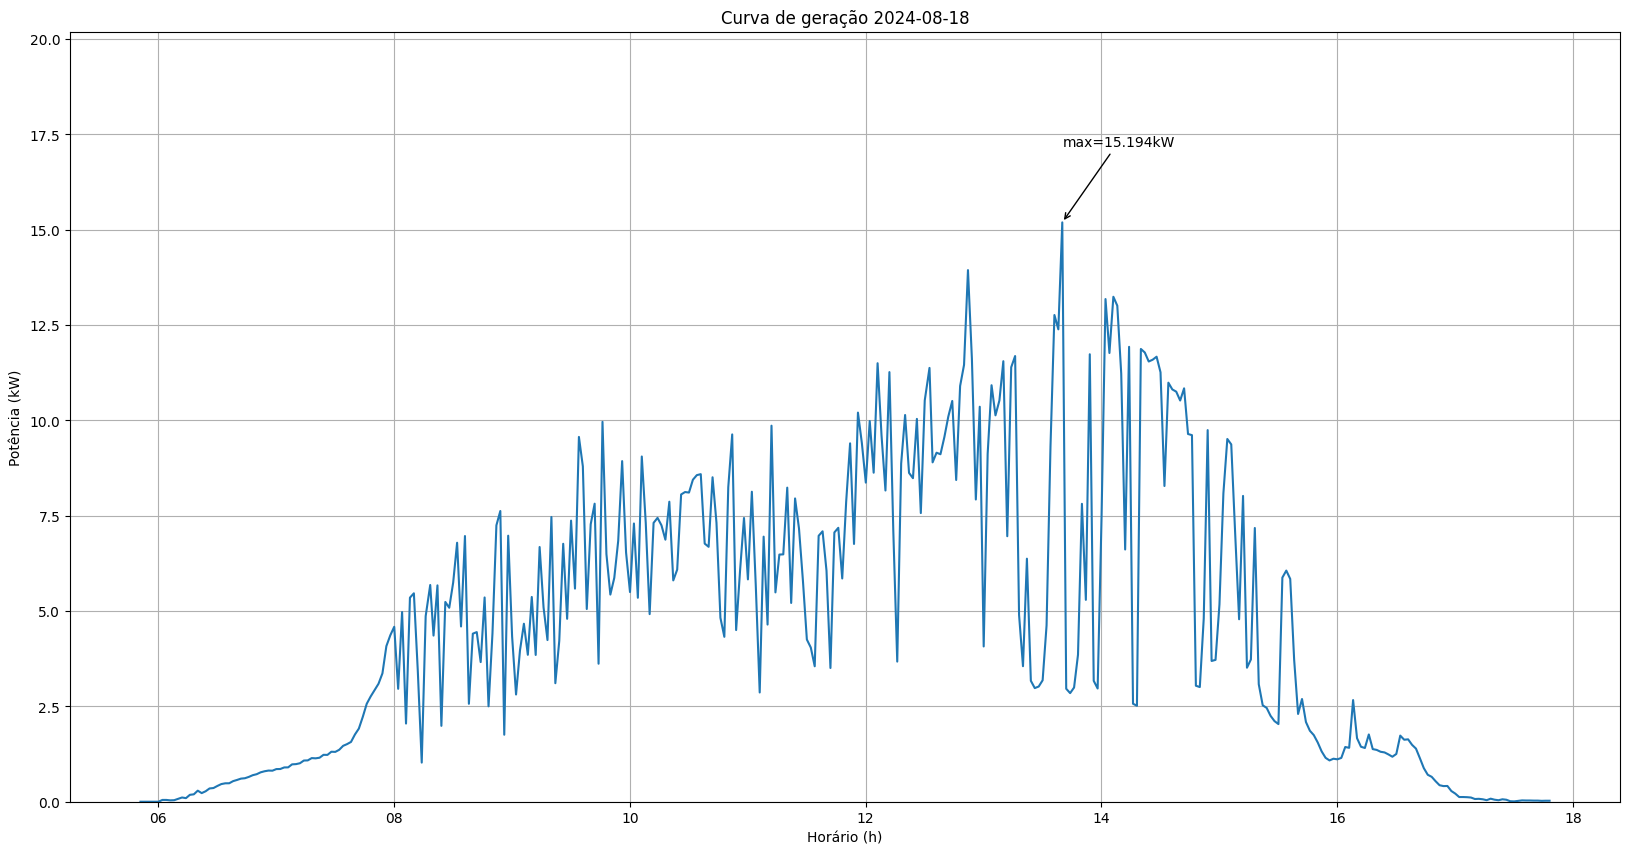 Curva de geração 2024-08-18
20.0
17.5
max=15.194kW
15.0
12.5
10.0
7.5
5.0
2.5
0.0
Potência (kW)
06 08 10 12 14 16 18
Horário (h)